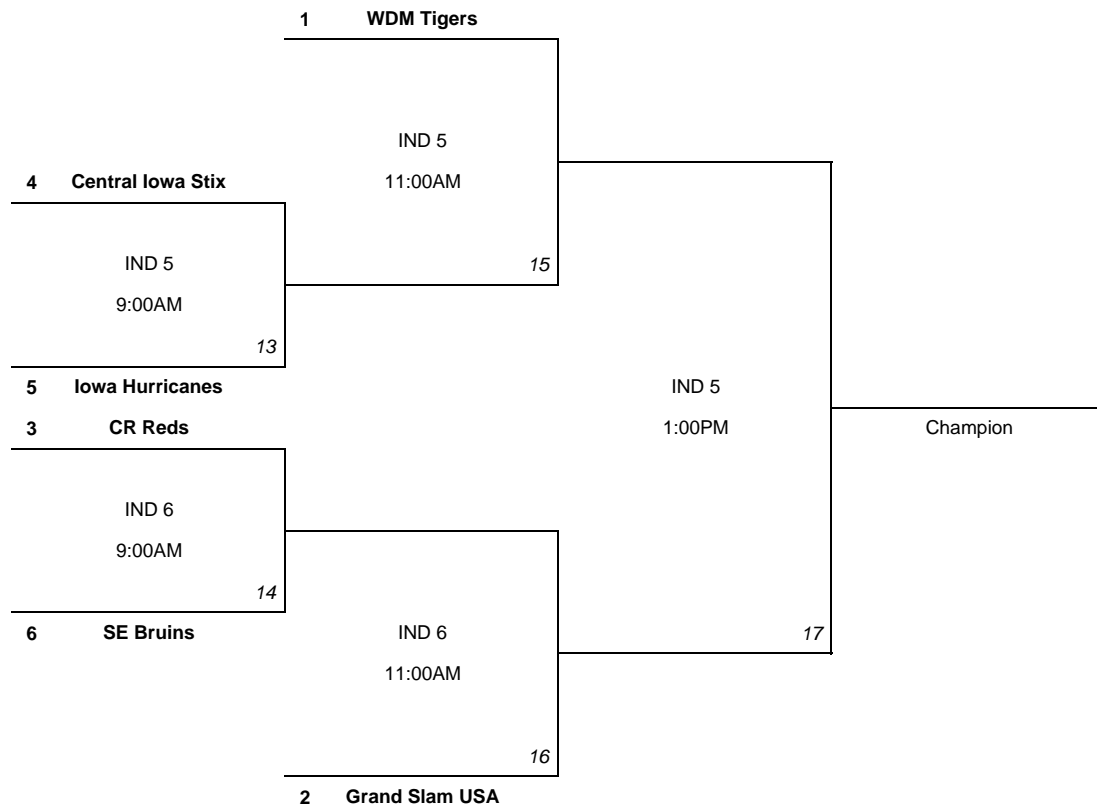 1 WDM Tigers
IND 5
4 Central Iowa Stix
11:00AM
IND 5
15
9:00AM
13
5 Iowa Hurricanes
IND 5
3 CR Reds
1:00PM
Champion
IND 6
9:00AM
14
6 SE Bruins
IND 6
17
11:00AM
16
2 Grand Slam USA